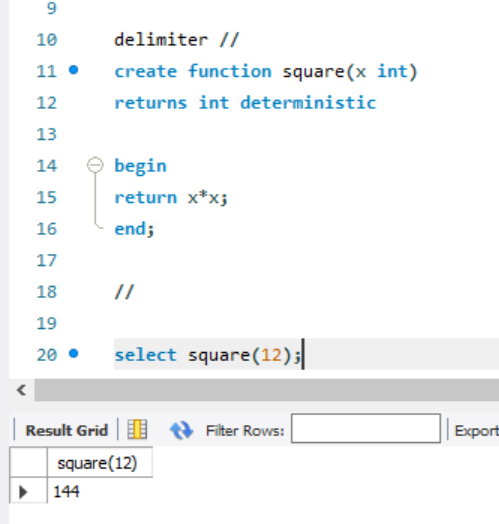 9
10 delimiter //
11 create function square(x int)
12 returns int deterministic
13
14 begin
15 return x*x;
16 end;
17
18 //
19
20 select square(12);
Result Grid Filter Rows: Export
square(12)
144